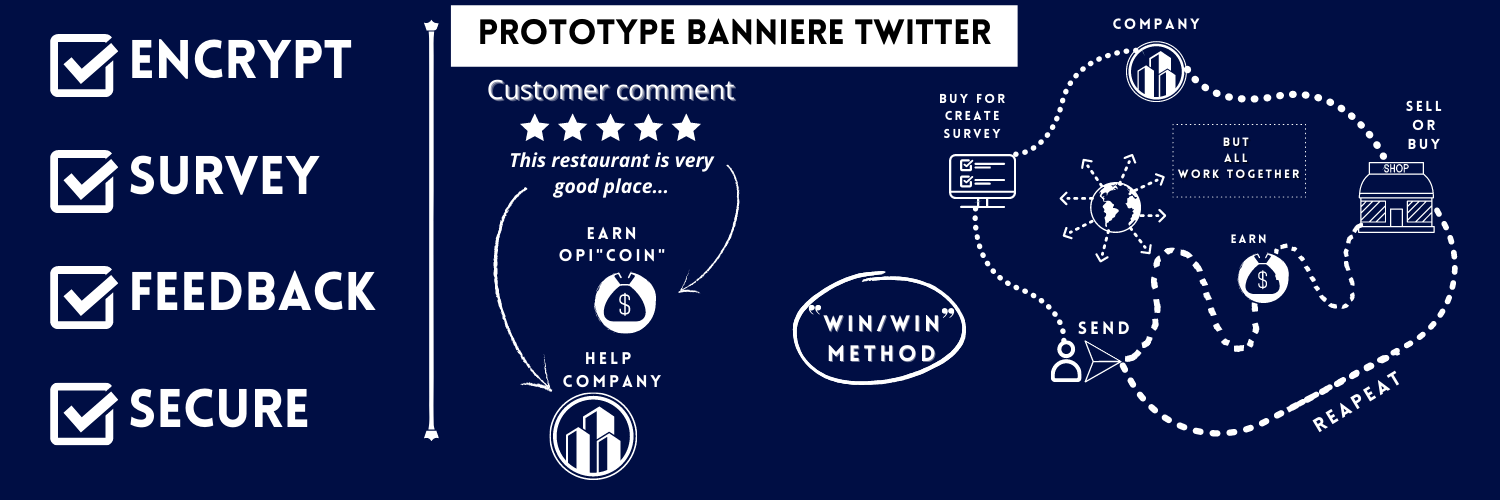 ENCRYPT
SURVEY
FEEDBACK
SECURE
PROTOTYPE BANNIERE TWITTER
Customer comment
This restaurant is very
good place...
EARN
OPI"COIN"
$
HELP
COMPANY
"WIN/WIN"
METHOD
COMPANY
BUY FOR
CREATE
SURVEY
SELL
OR
BUY
SHOP
BUT
ALL
WORK TOGETHER
EARN
$
SEND
REAPEAT